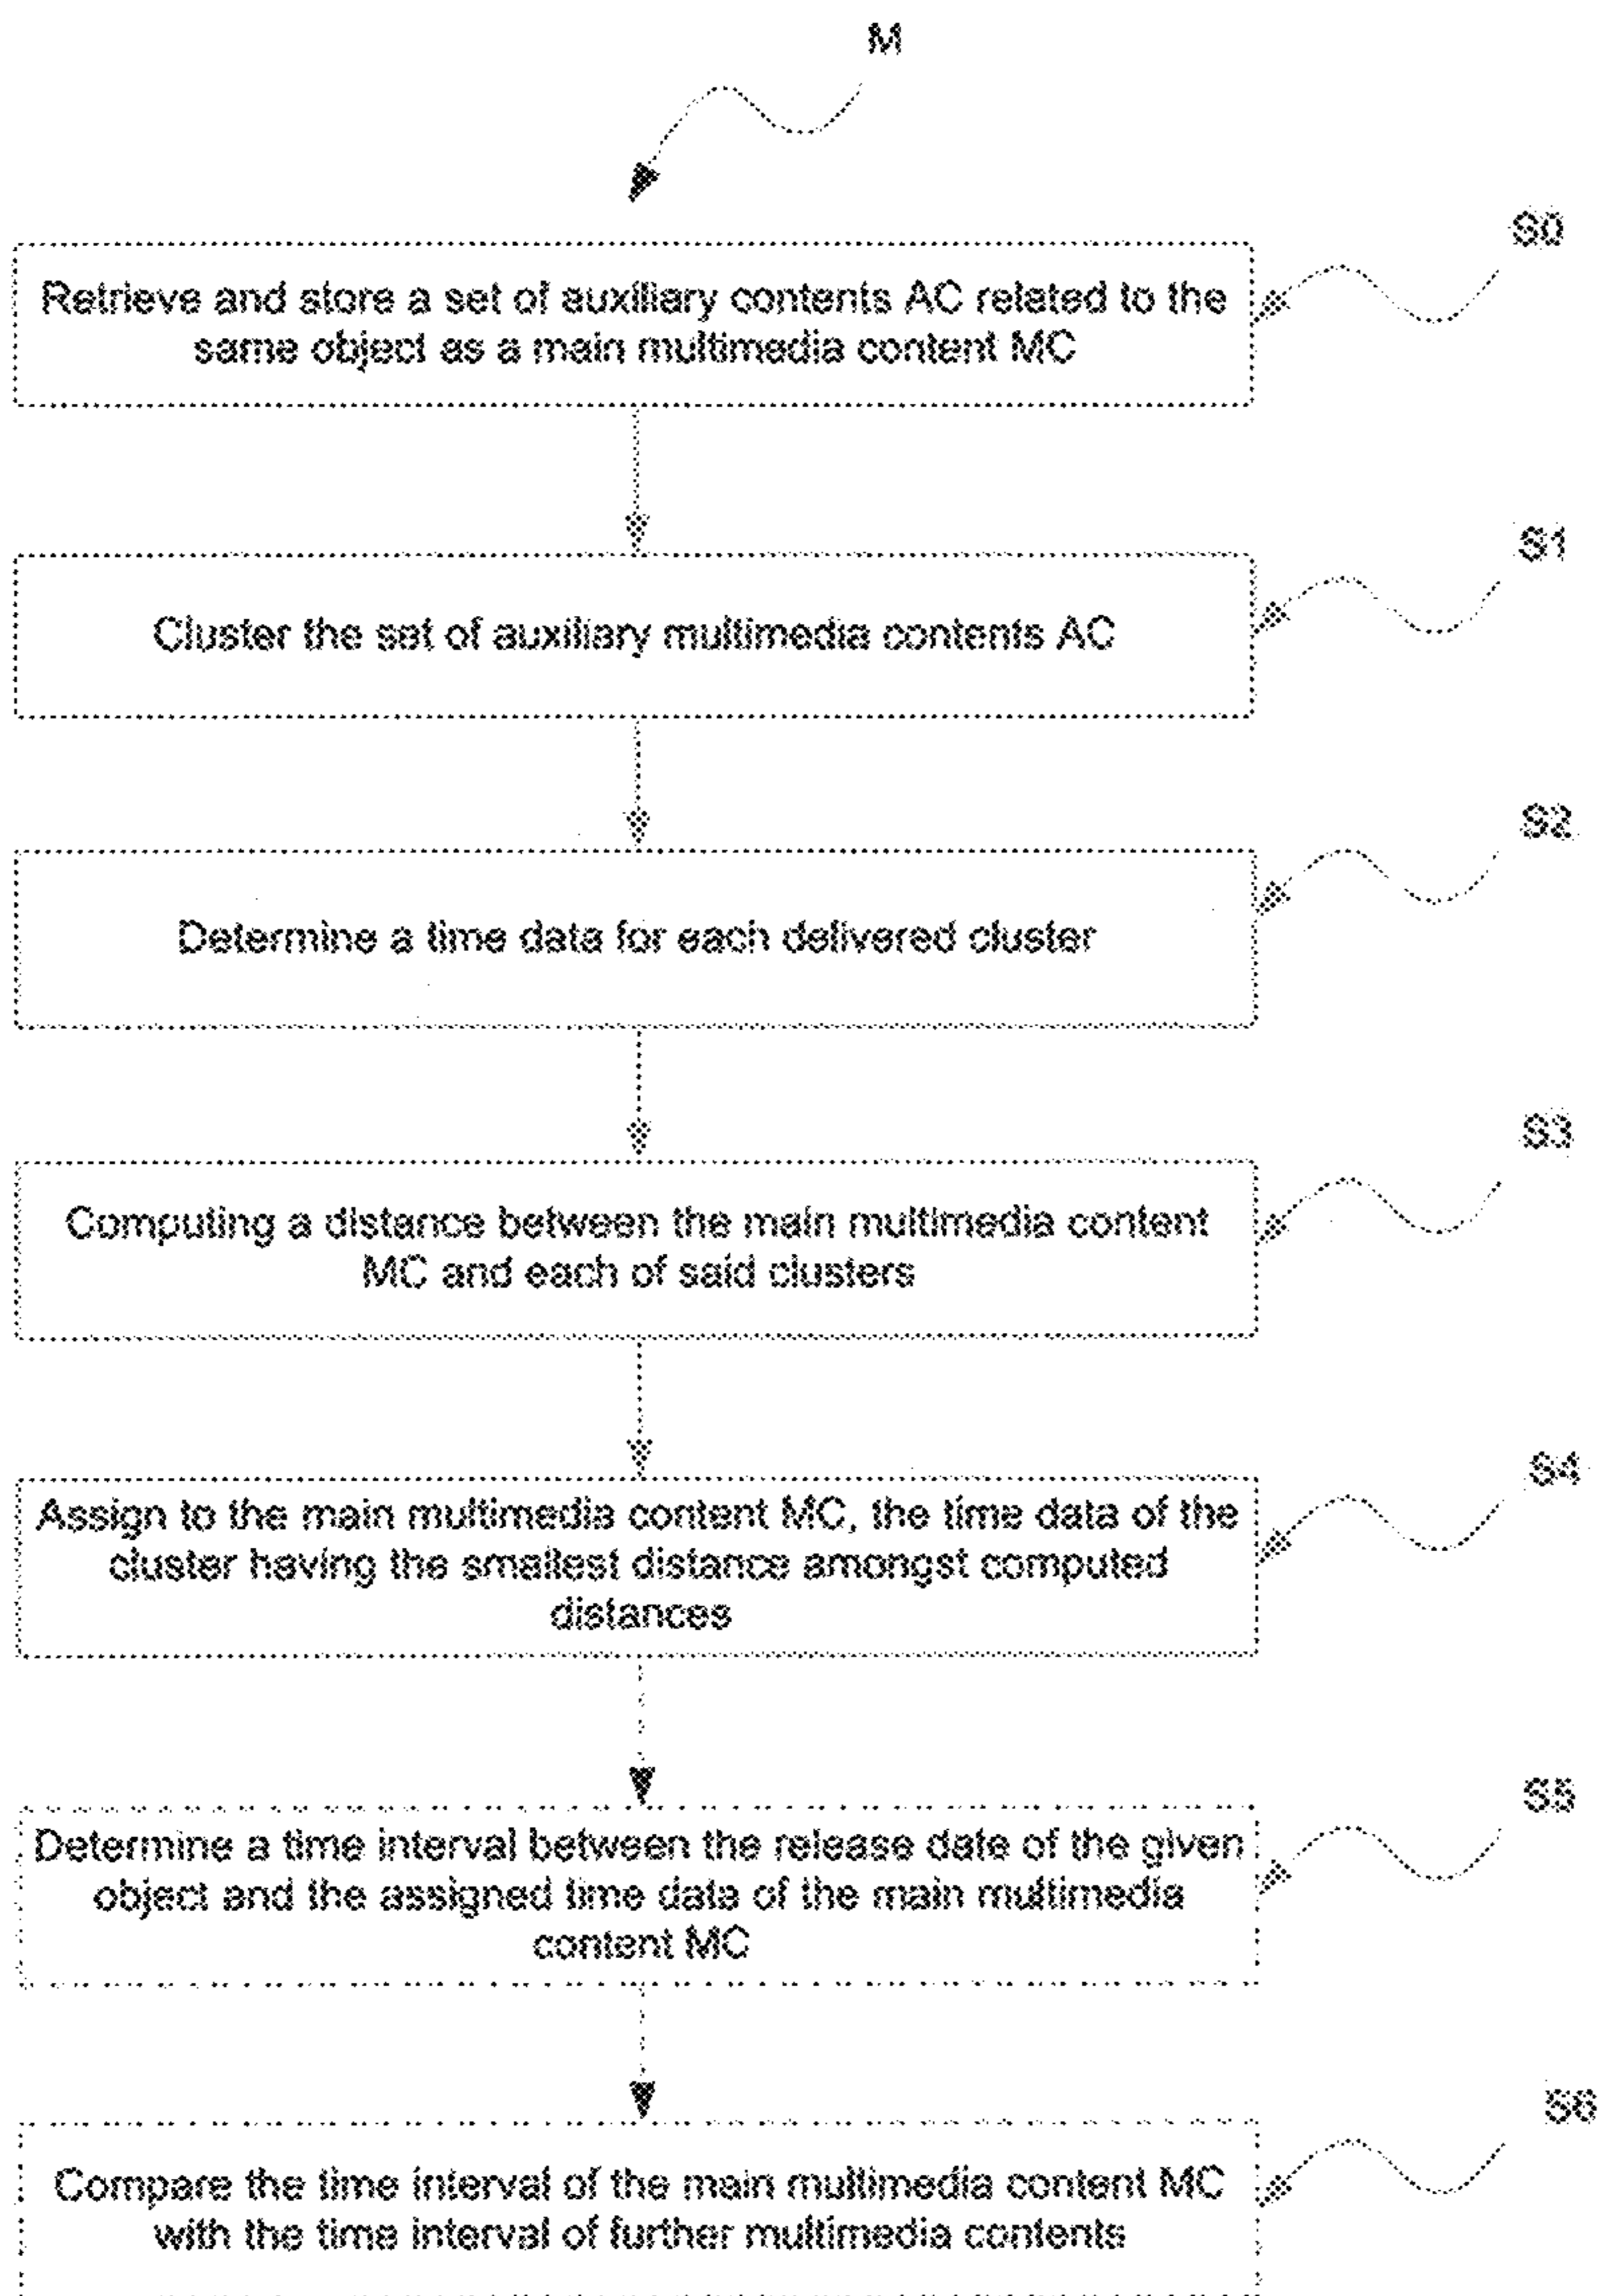 M
S0
Retrieve and store a set of auxiliary contents AC related to the
same object as a main multimedia content MC
S1
Cluster the set of auxiliary multimedia contents AC
S2
Determine a time data for each delivered cluster
S3
Computing a distance between the main multimedia content
MC and each of said clusters
S4
Assign to the main multimedia content MC, the time data of the
cluster having the smallest distance amongst computed
distances
S5
Determine a time interval between the release date of the given
object and the assigned time data of the main multimedia
content MC
S6
Compare the time interval of the main multimedia content MC
with the time interval of further multimedia contents